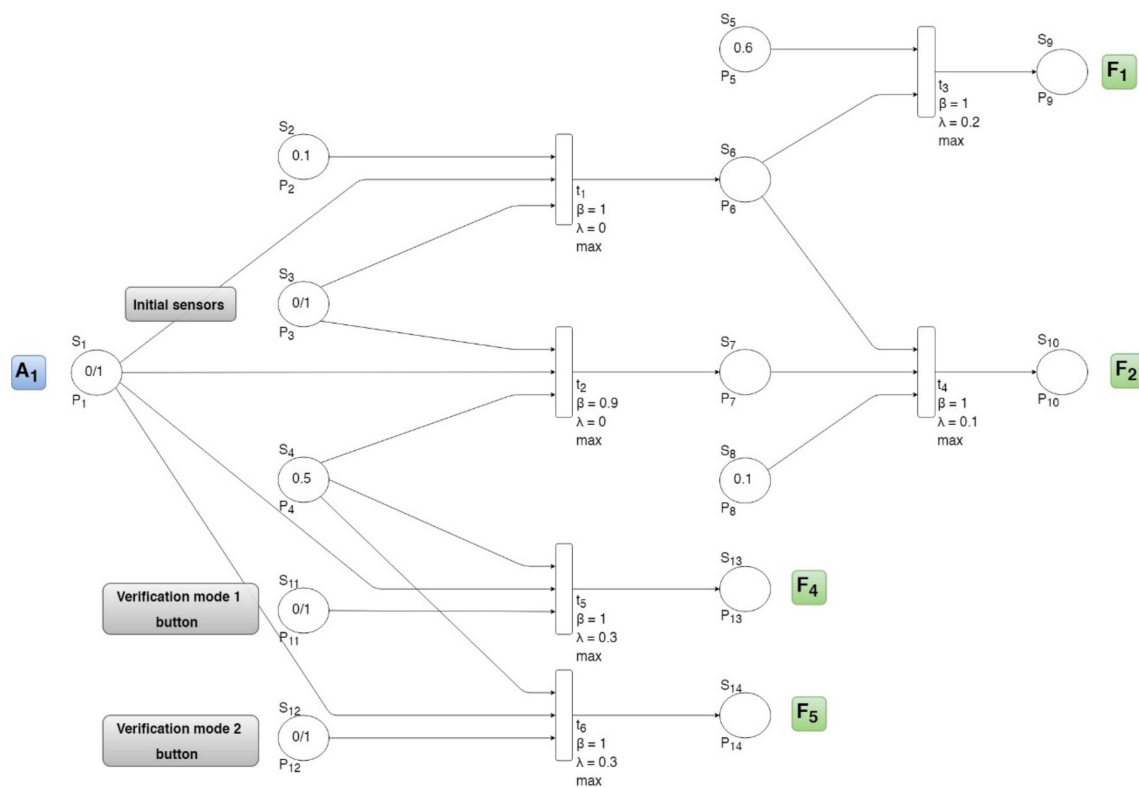 S5
0.6
P5
S9
P9
F1
t3
β = 1
λ = 0.2
max
S2
0.1
P2
t1
β = 1
λ = 0
max
S6
P6
Initial sensors
S3
0/1
P3
A1
S1
0/1
P1
t2
β = 0.9
λ = 0
max
S7
P7
t4
β = 1
λ = 0.1
max
S10
P10
F2
S4
0.5
P4
S8
0.1
P8
Verification mode 1
button
S11
0/1
P11
t5
β = 1
λ = 0.3
max
S13
P13
F4
Verification mode 2
button
S12
0/1
P12
t6
β = 1
λ = 0.3
max
S14
P14
F5